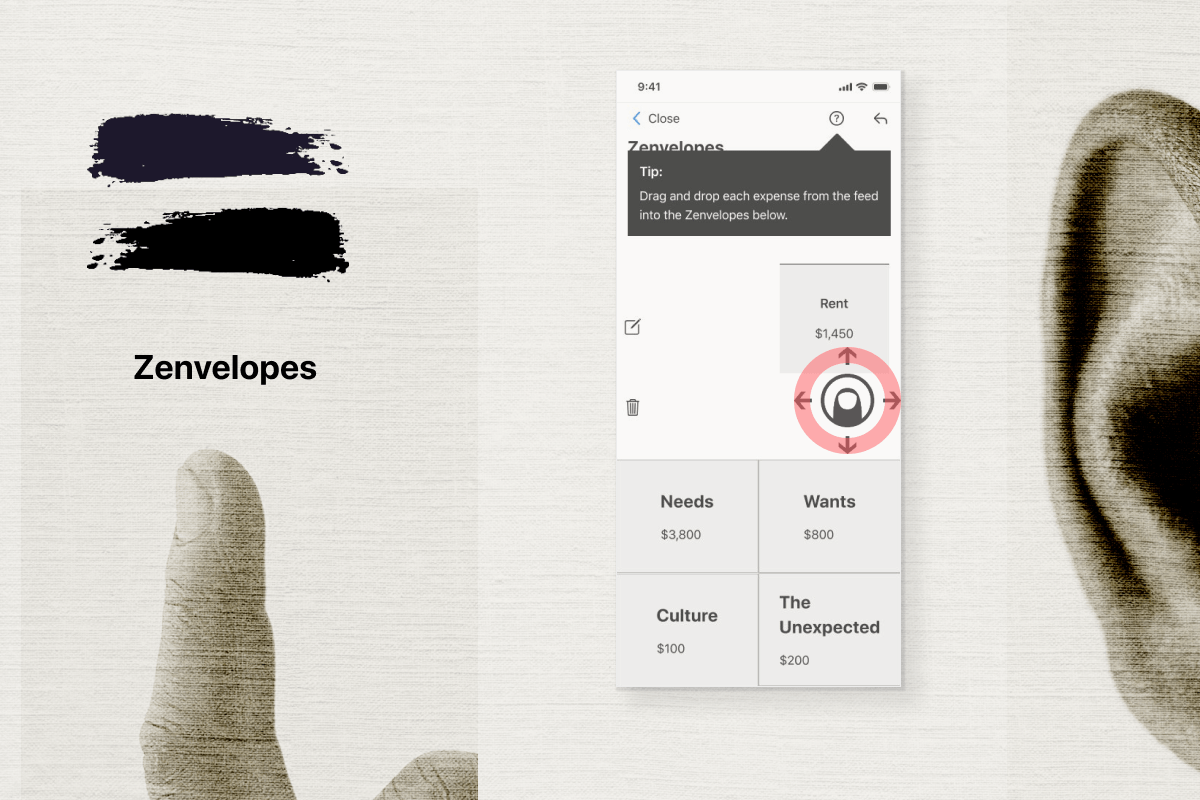 Zenvelopes
9:41
Close
?
Zenvelopes
Tip:
Drag and drop each expense from the feed
into the Zenvelopes below.
Rent
$1,450
Needs
$3,800
Wants
$800
Culture
$100
The
Unexpected
$200